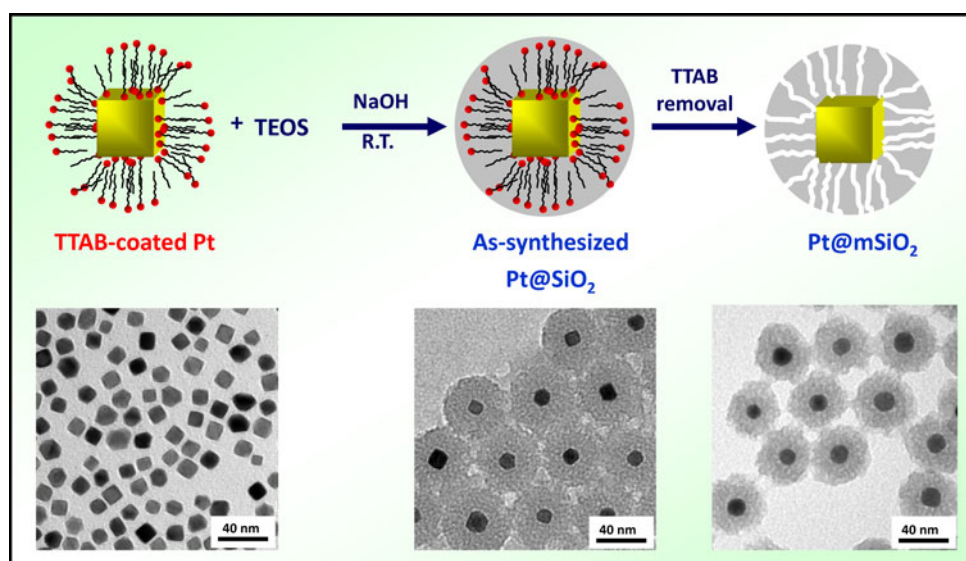 + TEOS
NaOH
R.T.
TTAB
removal
TTAB-coated Pt
As-synthesized
Pt@SiO₂
Pt@mSiO₂
40 nm
40 nm
40 nm